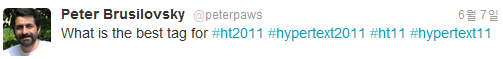 Peter Brusilovsky @peterpaws 6월 7일
What is the best tag for #ht2011 #hypertext2011 #ht11 #hypertext11